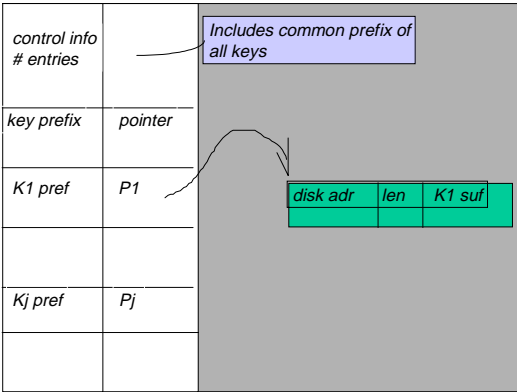 control info
# entries
Includes common prefix of
all keys
key prefix pointer
K1 pref P1
disk adr len K1 suf
Kj pref Pj